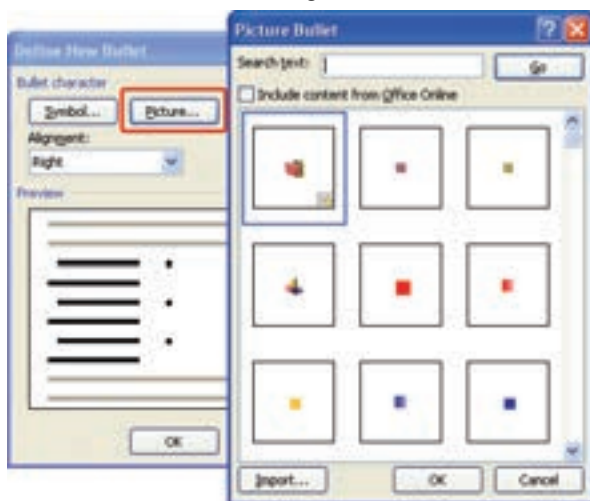 Define New Bullet
Bullet character
Symbol...
Picture...
Alignment:
Right
Preview
OK
Picture Bullet
Search text:
Go
Include content from Office Online
Import...
OK
Cancel